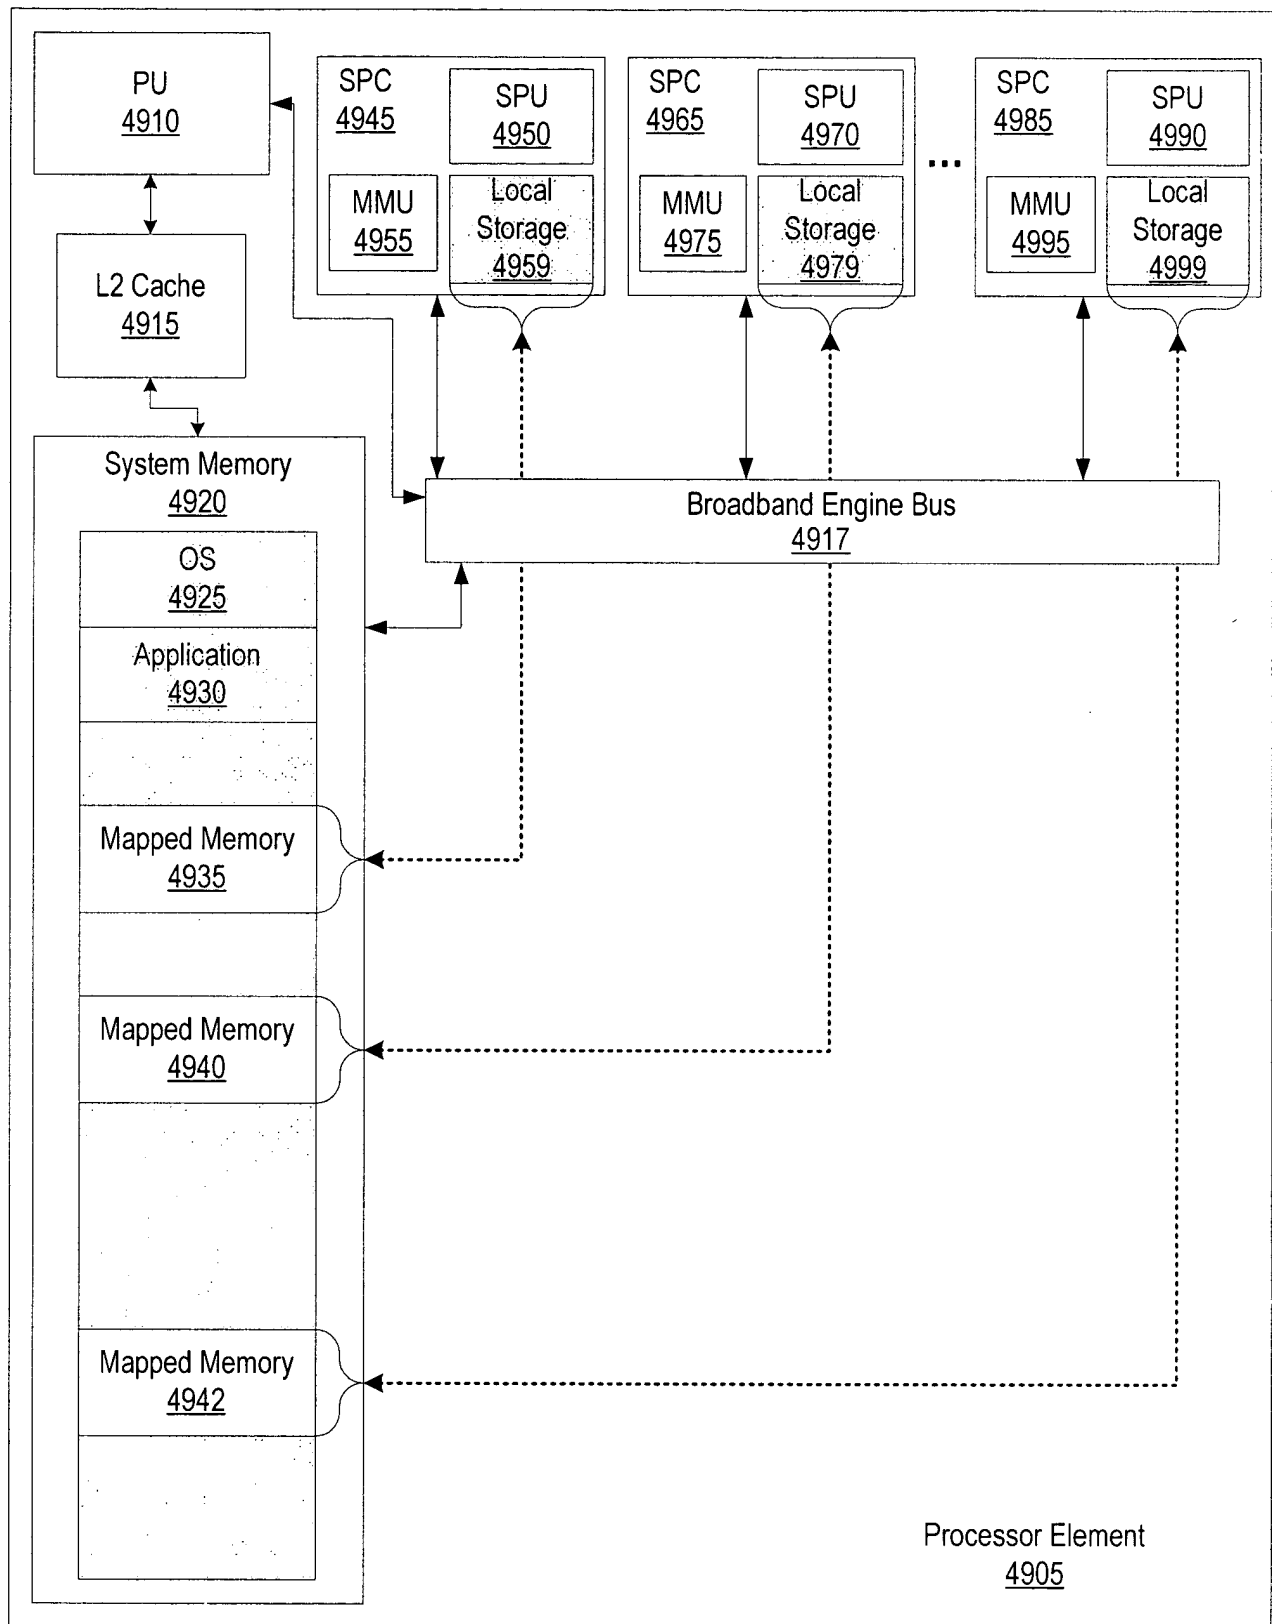 PU
4910
L2 Cache
4915
SPC
4945
SPU
4950
MMU
4955
Local
Storage
4959
SPC
4965
SPU
4970
MMU
4975
Local
Storage
4979
...
SPC
4985
SPU
4990
MMU
4995
Local
Storage
4999
Broadband Engine Bus
4917
System Memory
4920
OS
4925
Application
4930
Mapped Memory
4935
Mapped Memory
4940
Mapped Memory
4942
Processor Element
4905